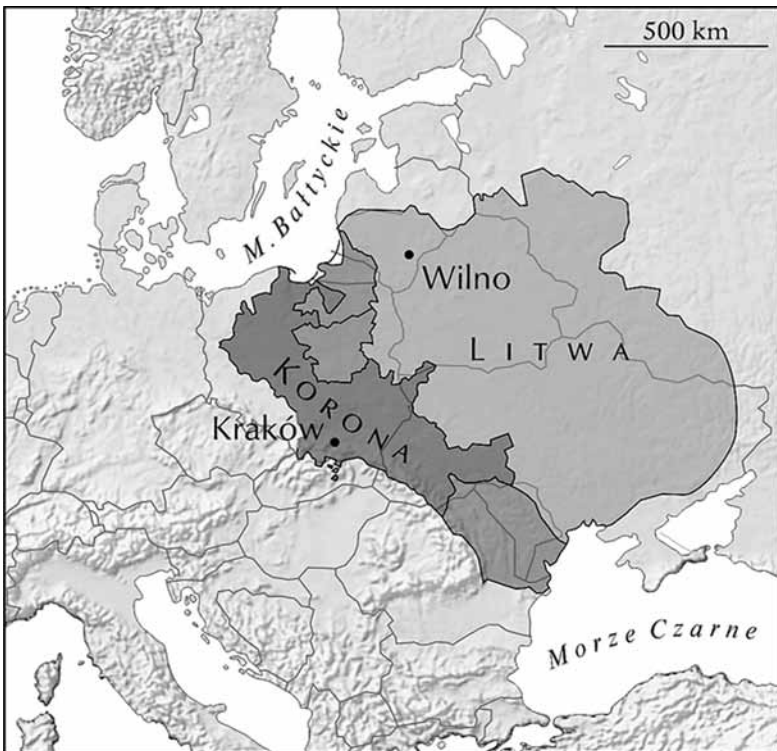 500 km
M. Bałtyckie
Wilno
LITWA
KORONA
Kraków
Morze Czarne